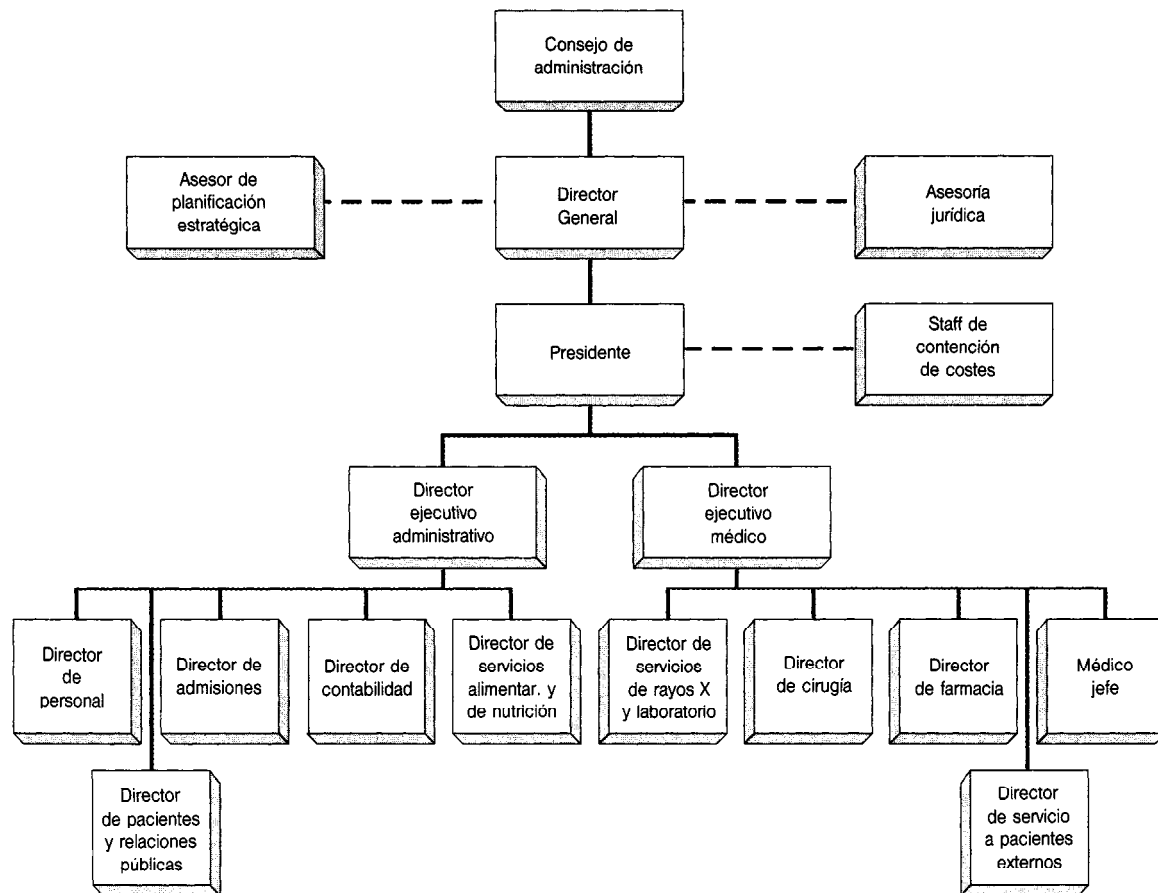 Consejo de
administración
Asesor de
planificación
estratégica
Director
General
Asesoría
jurídica
Presidente
Staff de
contención
de costes
Director
ejecutivo
administrativo
Director
ejecutivo
médico
Director
de
personal
Director de
admisiones
Director de
contabilidad
Director de
servicios
alimentar. y
de nutrición
Director de
servicios
de rayos X
y laboratorio
Director
de cirugía
Director
de farmacia
Médico
jefe
Director
de pacientes
y relaciones
públicas
Director
de servicio
a pacientes
externos